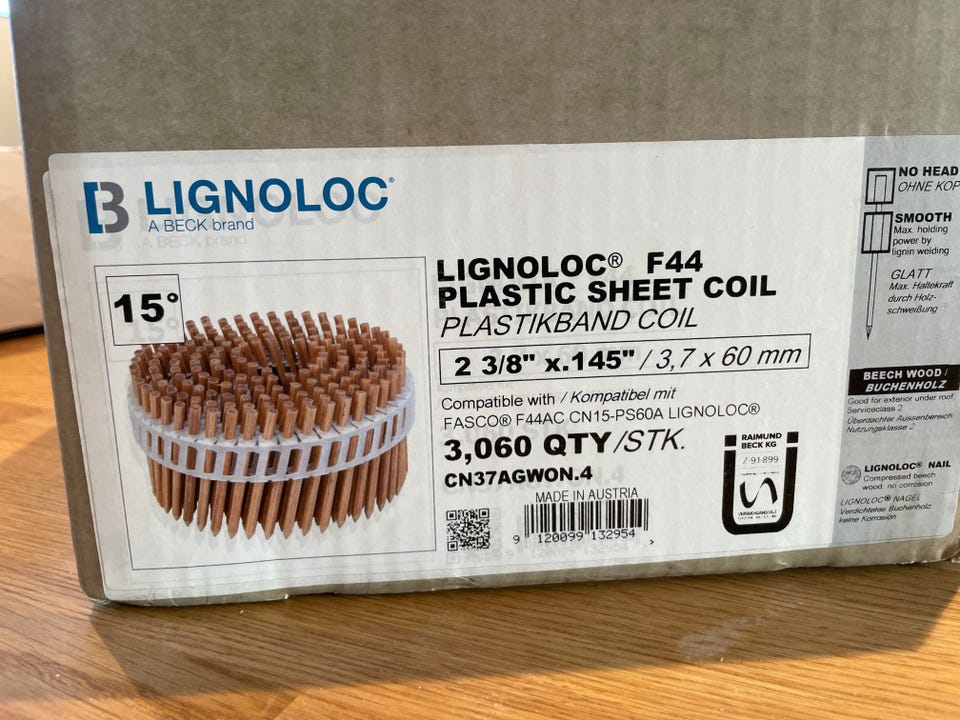 B LIGNOLOC®
A BECK brand
15°
LIGNOLOC® F44
PLASTIC SHEET COIL
PLASTIKBAND COIL
2 3/8" x.145" / 3,7 x 60 mm
Compatible with / Kompatibel mit
FASCO® F44AC CN15-PS60A LIGNOLOC®
3,060 QTY/STK.
CN37AGWON.4
MADE IN AUSTRIA
9 120099 132954 >
RAIMUND
BECK KG
Z 9.1-899
NO HEAD
OHNE KOP
SMOOTH
Max. holding
power by
lignin welding
GLATT
Max. Haltekraft
durch Holz-
schweißung
BEECH WOOD /
BUCHENHOLZ
Good for exterior under roof,
Serviceclass 2
Überdachter Aussenbereich
Nutzungsklasse 2
LIGNOLOC® NAIL
Compressed beech
wood, no corrosion
LIGNOLOC® NAGEL
Verdichtetes Buchenholz,
keine Korrosion